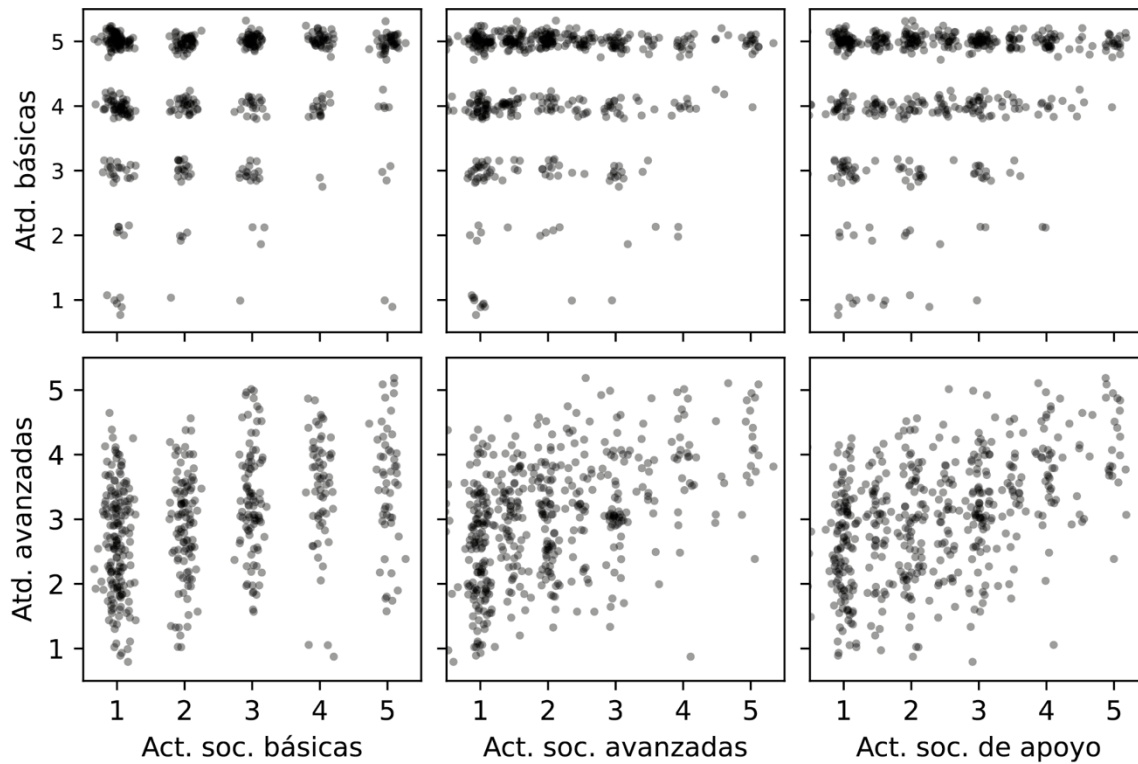 Atd. básicas
5
4
3
2
1
Atd. avanzadas
5
4
3
2
1
1 2 3 4 5
1 2 3 4 5
1 2 3 4 5
Act. soc. básicas
Act. soc. avanzadas
Act. soc. de apoyo